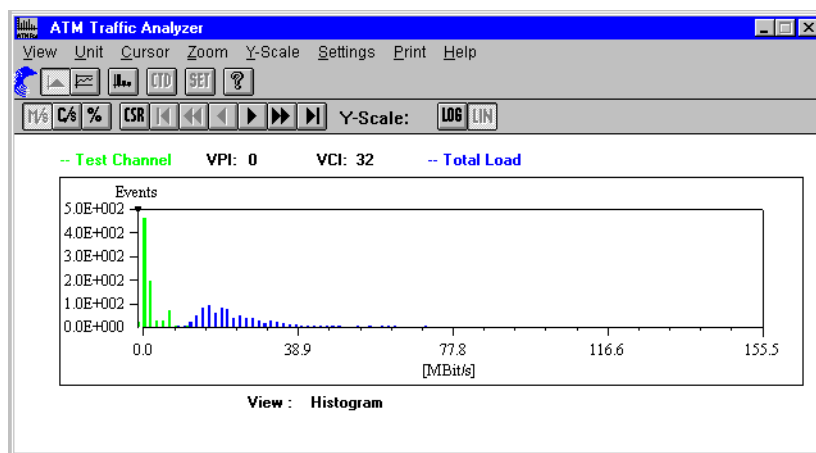 ATM Traffic Analyzer
View Unit Cursor Zoom Y-Scale Settings Print Help
CTD SET ?
M/s C/s % CSR Y-Scale: LOG LIN
-- Test Channel VPI: 0 VCI: 32 -- Total Load
Events
5.0E+002
4.0E+002
3.0E+002
2.0E+002
1.0E+002
0.0E+000
0.0 38.9 77.8 116.6 155.5
[MBit/s]
View : Histogram